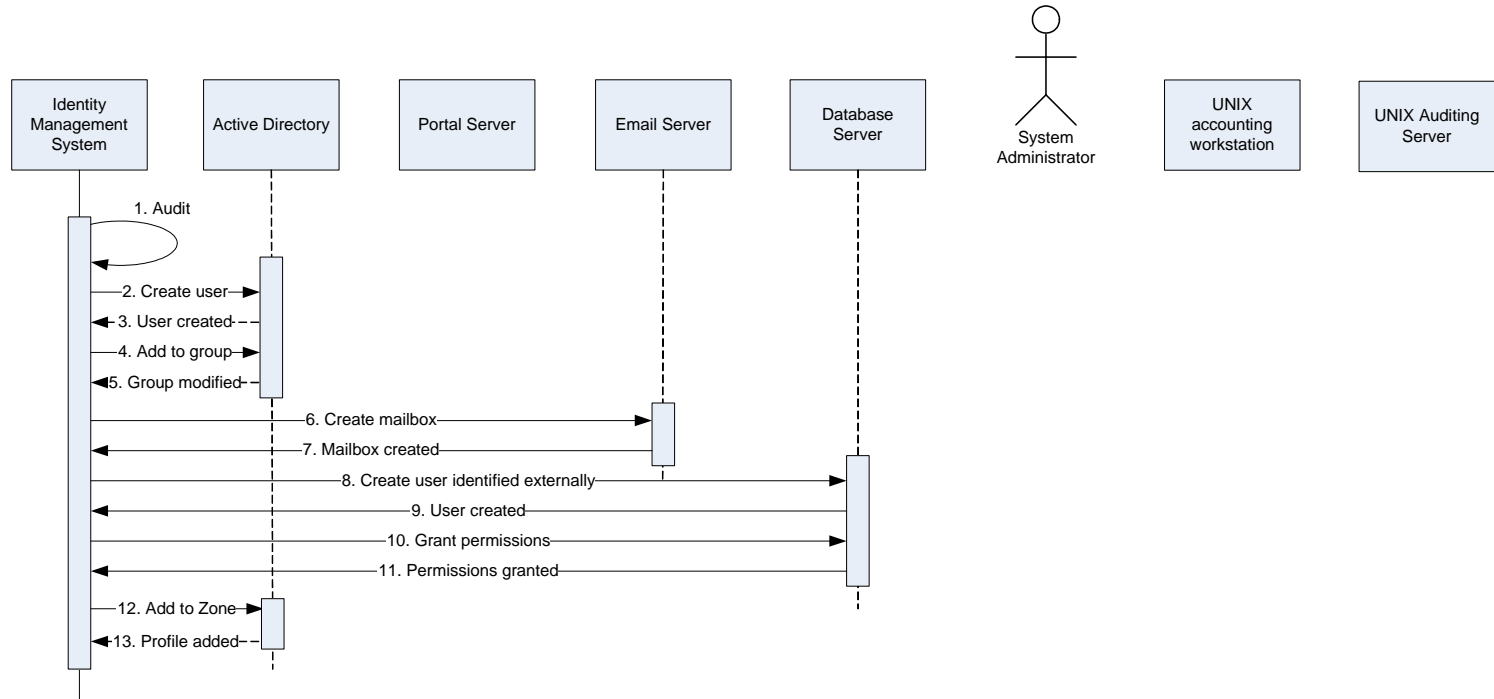 Identity
Management
System
Active Directory
Portal Server
Email Server
Database
Server
System
Administrator
UNIX
accounting
workstation
UNIX Auditing
Server
1. Audit
2. Create user
3. User created
4. Add to group
5. Group modified
6. Create mailbox
7. Mailbox created
8. Create user identified externally
9. User created
10. Grant permissions
11. Permissions granted
12. Add to Zone
13. Profile added